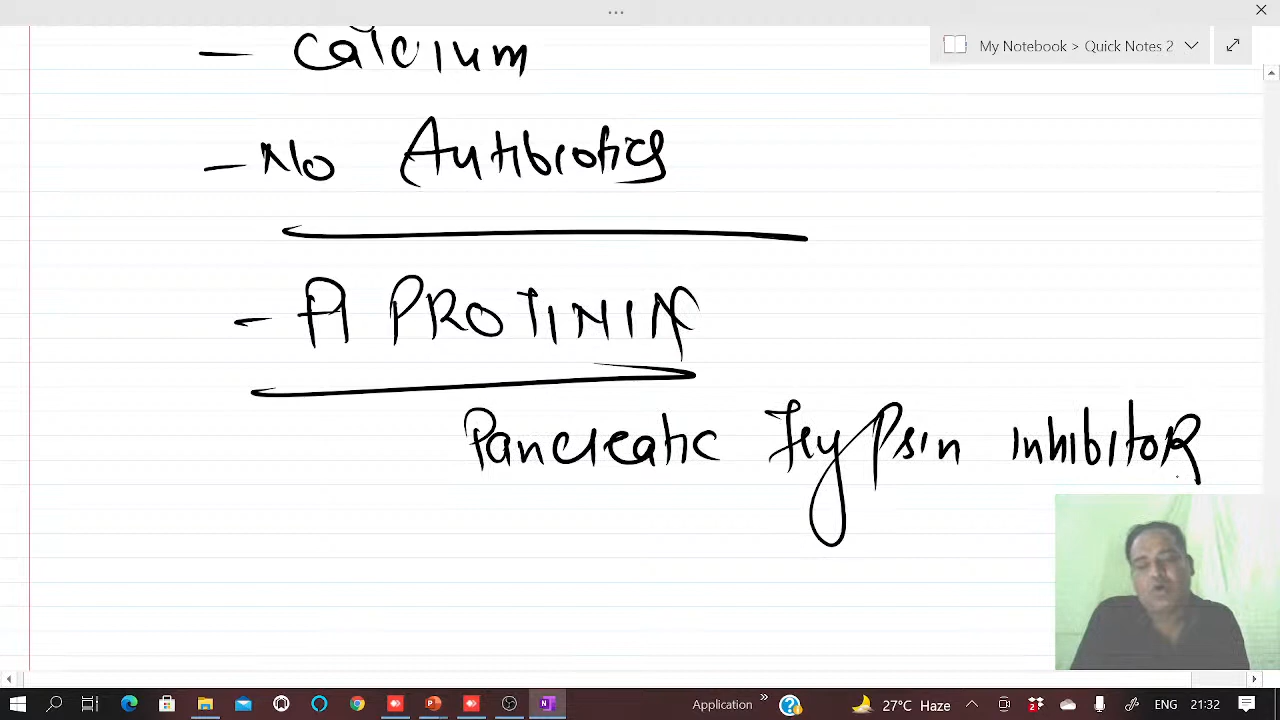 My Notebook > Quick Notes 2
- Calcium
- No Antibiotics
- APROTININ
Pancreatic Trypsin inhibitoR
Application
27°C Haze
ENG
21:32